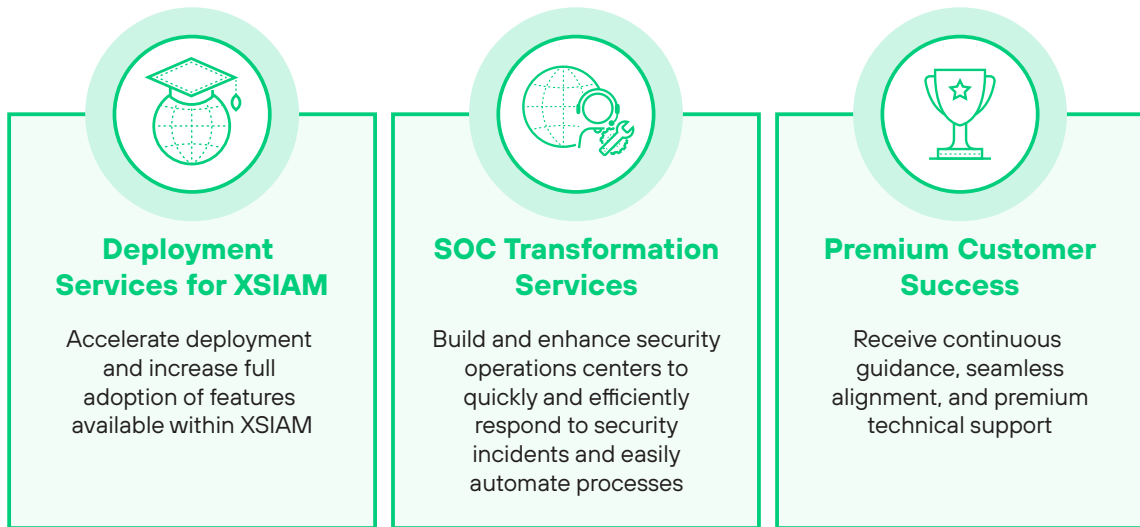 Deployment
Services for XSIAM
Accelerate deployment
and increase full
adoption of features
available within XSIAM
SOC Transformation
Services
Build and enhance security
operations centers to
quickly and efficiently
respond to security
incidents and easily
automate processes
Premium Customer
Success
Receive continuous
guidance, seamless
alignment, and premium
technical support